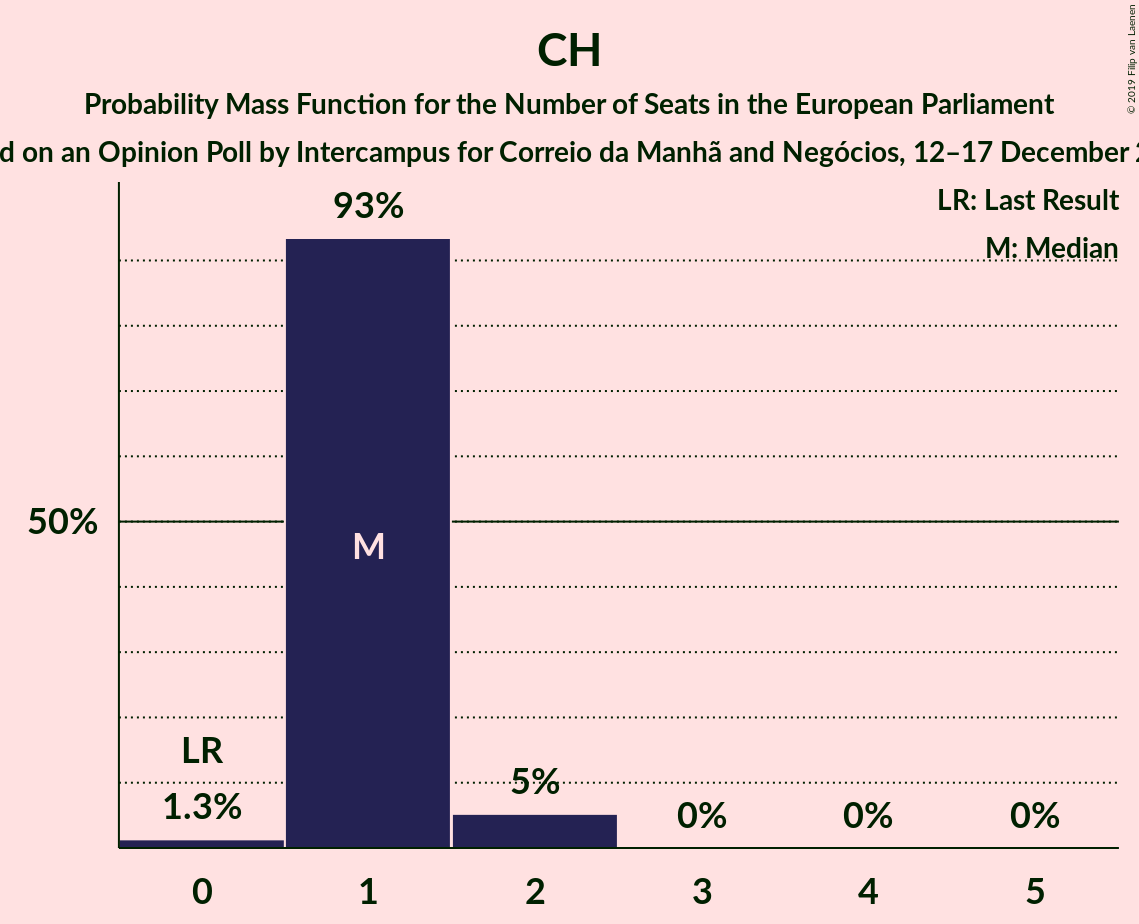 CH
Probability Mass Function for the Number of Seats in the European Parliament
on an Opinion Poll by Intercampus for Correio da Manhã and Negócios, 12–17 December
© 2019 Filip van Laenen
LR: Last Result
M: Median
93%
50%
M
LR
1.3%
5%
0%
0%
0%
0
1
2
3
4
5